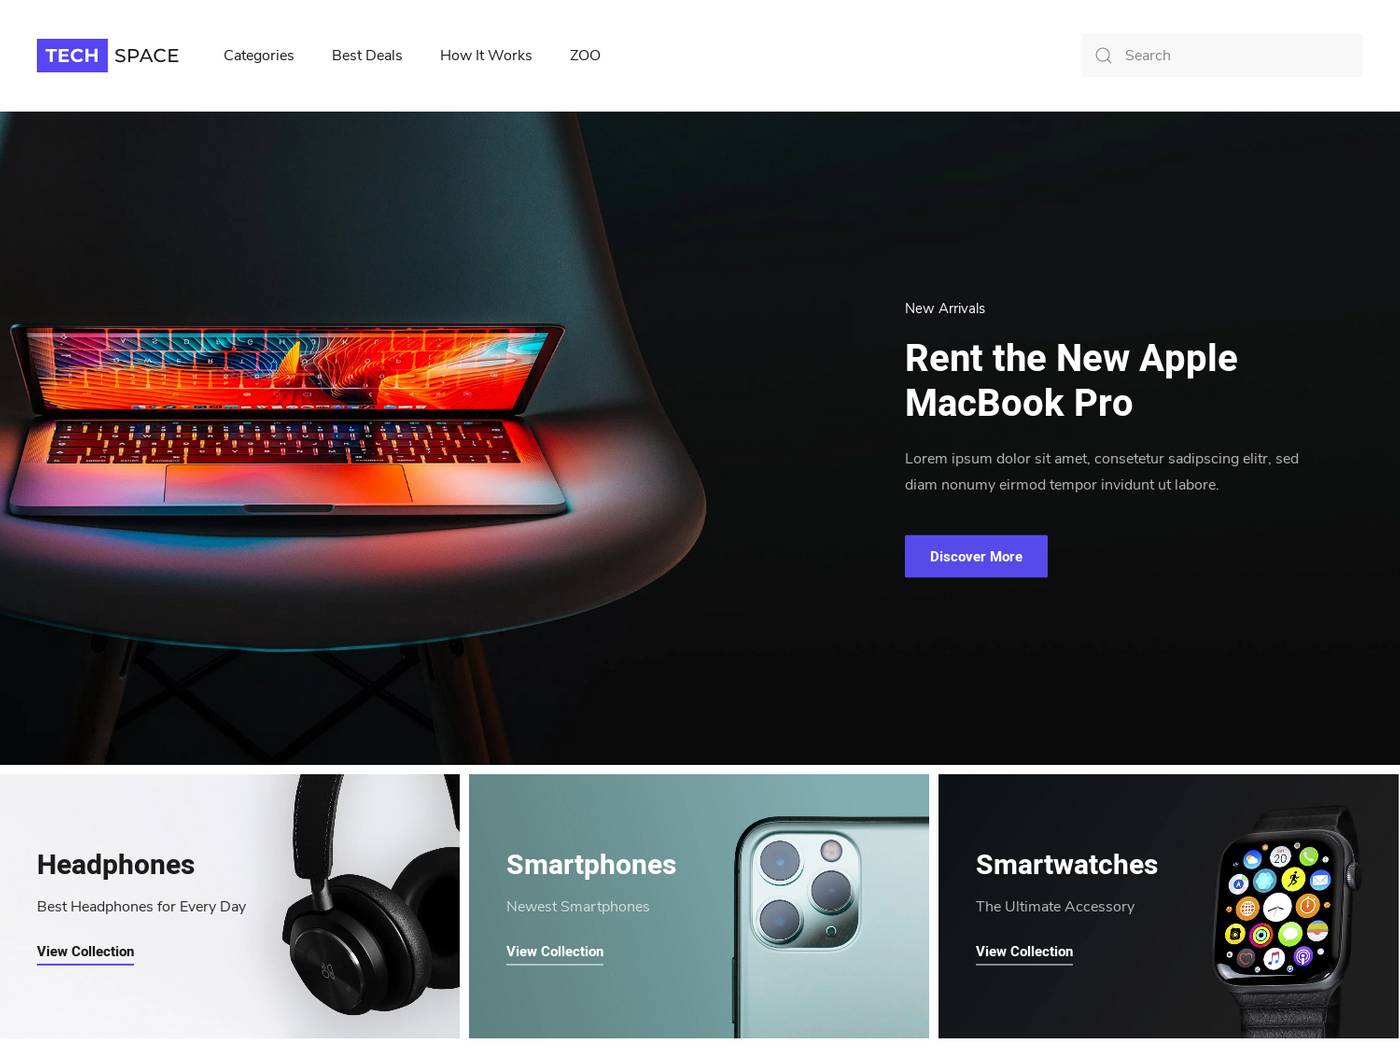 TECH SPACE
Categories
Best Deals
How It Works
ZOO
Search
New Arrivals
Rent the New Apple
MacBook Pro
Lorem ipsum dolor sit amet, consetetur sadipscing elitr, sed
diam nonumy eirmod tempor invidunt ut labore.
Discover More
Headphones
Best Headphones for Every Day
View Collection
Smartphones
Newest Smartphones
View Collection
Smartwatches
The Ultimate Accessory
View Collection
20